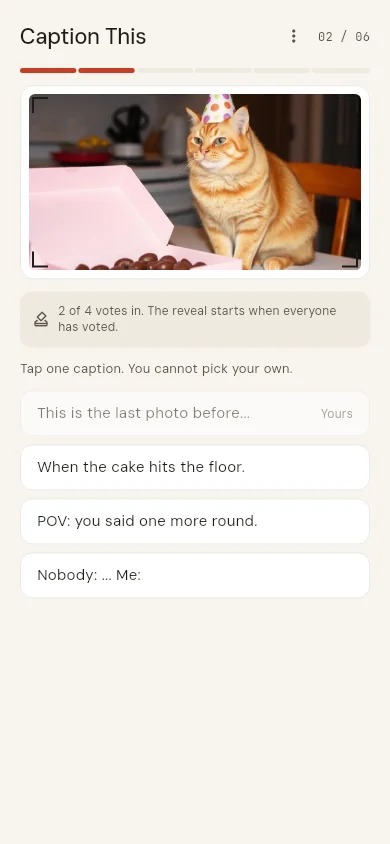 Caption This
02 / 06
2 of 4 votes in. The reveal starts when everyone
has voted.
Tap one caption. You cannot pick your own.
This is the last photo before...
Yours
When the cake hits the floor.
POV: you said one more round.
Nobody: ... Me: